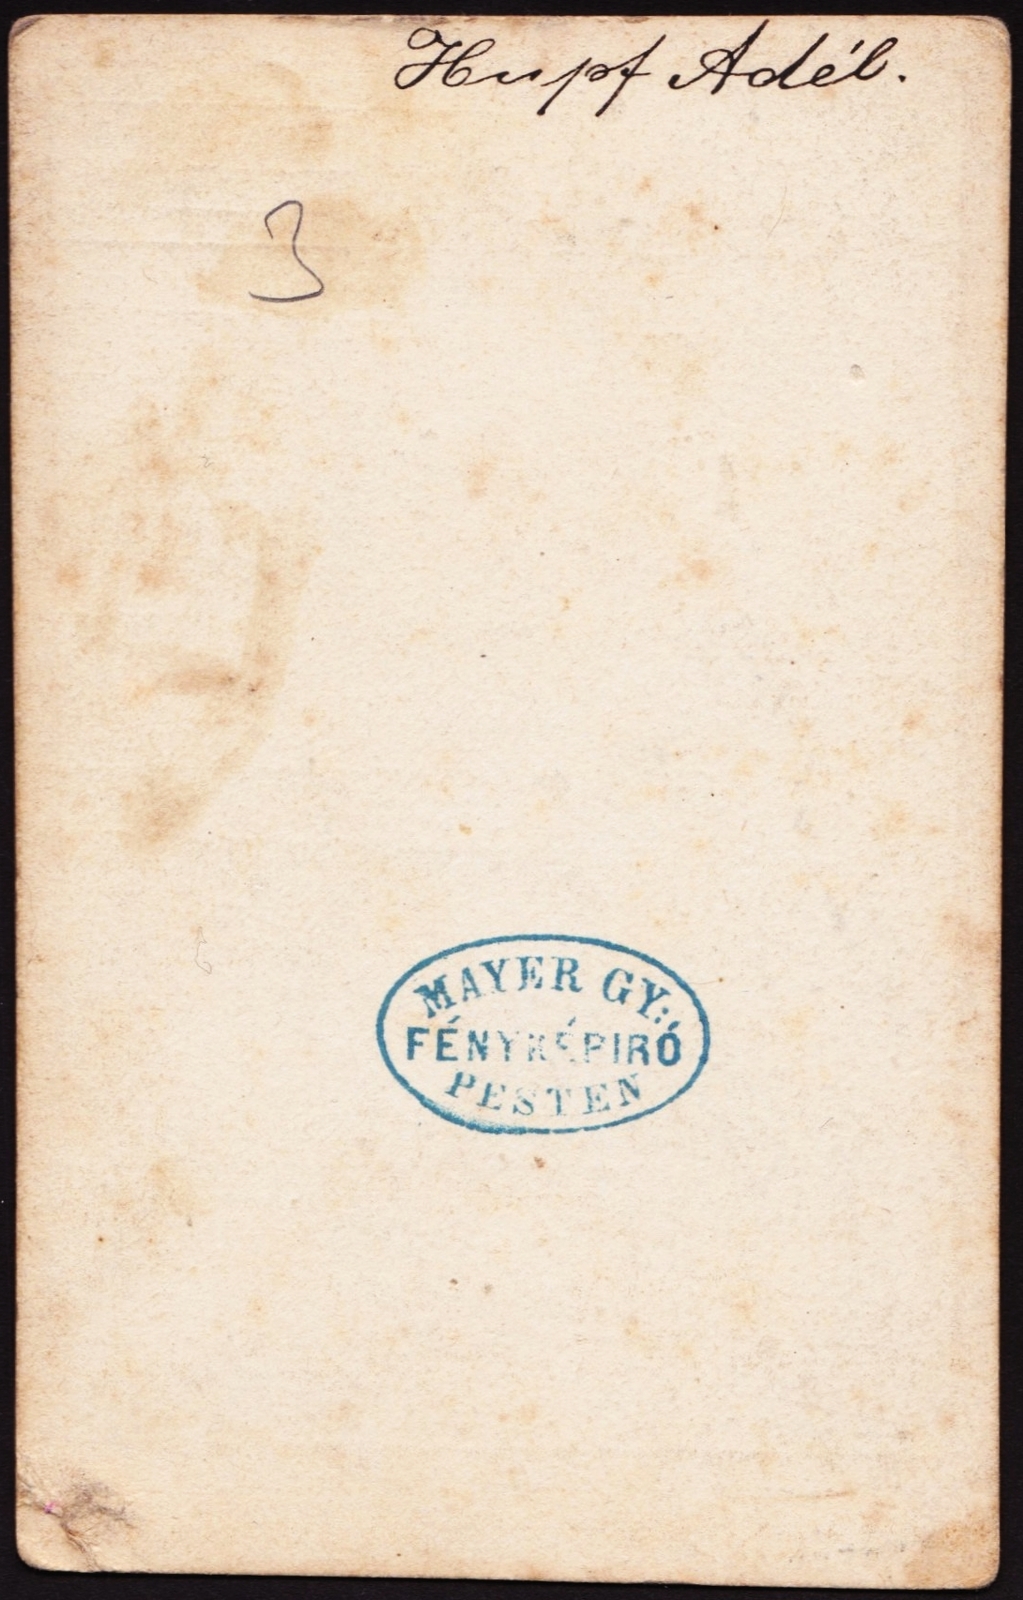 Hupf Adél.
3
MAYER GY:
FÉNYKÉPIRÓ
PESTEN